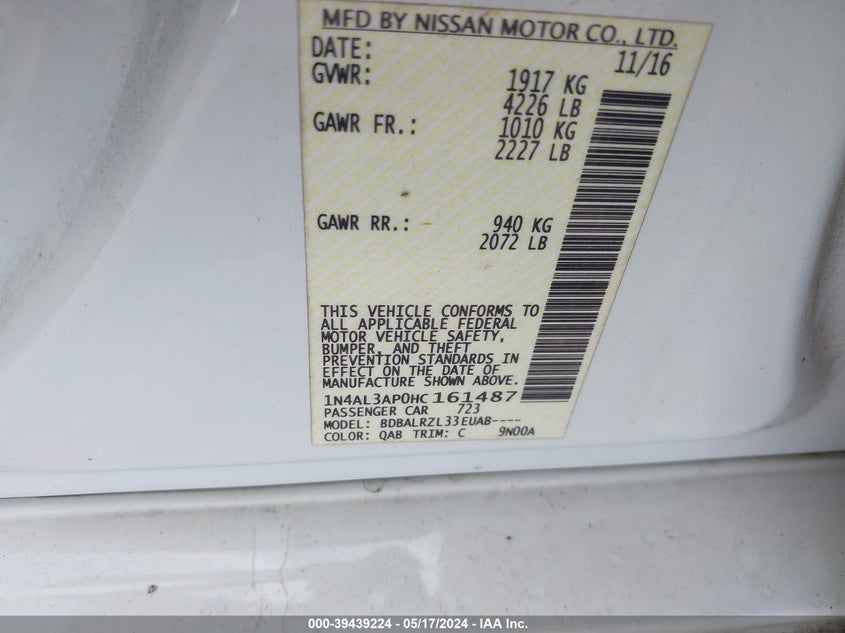 MFD BY NISSAN MOTOR CO., LTD.
DATE: 11/16
GVWR: 1917 KG
4226 LB
GAWR FR.: 1010 KG
2227 LB
GAWR RR.: 940 KG
2072 LB
THIS VEHICLE CONFORMS TO
ALL APPLICABLE FEDERAL
MOTOR VEHICLE SAFETY,
BUMPER, AND THEFT
PREVENTION STANDARDS IN
EFFECT ON THE DATE OF
MANUFACTURE SHOWN ABOVE.
1N4AL3AP0HC161487
PASSENGER CAR 723
MODEL: BDBALRZL33EUAB----
COLOR: QAB TRIM: C 9N00A
000-39439224 - 05/17/2024 - IAA Inc.